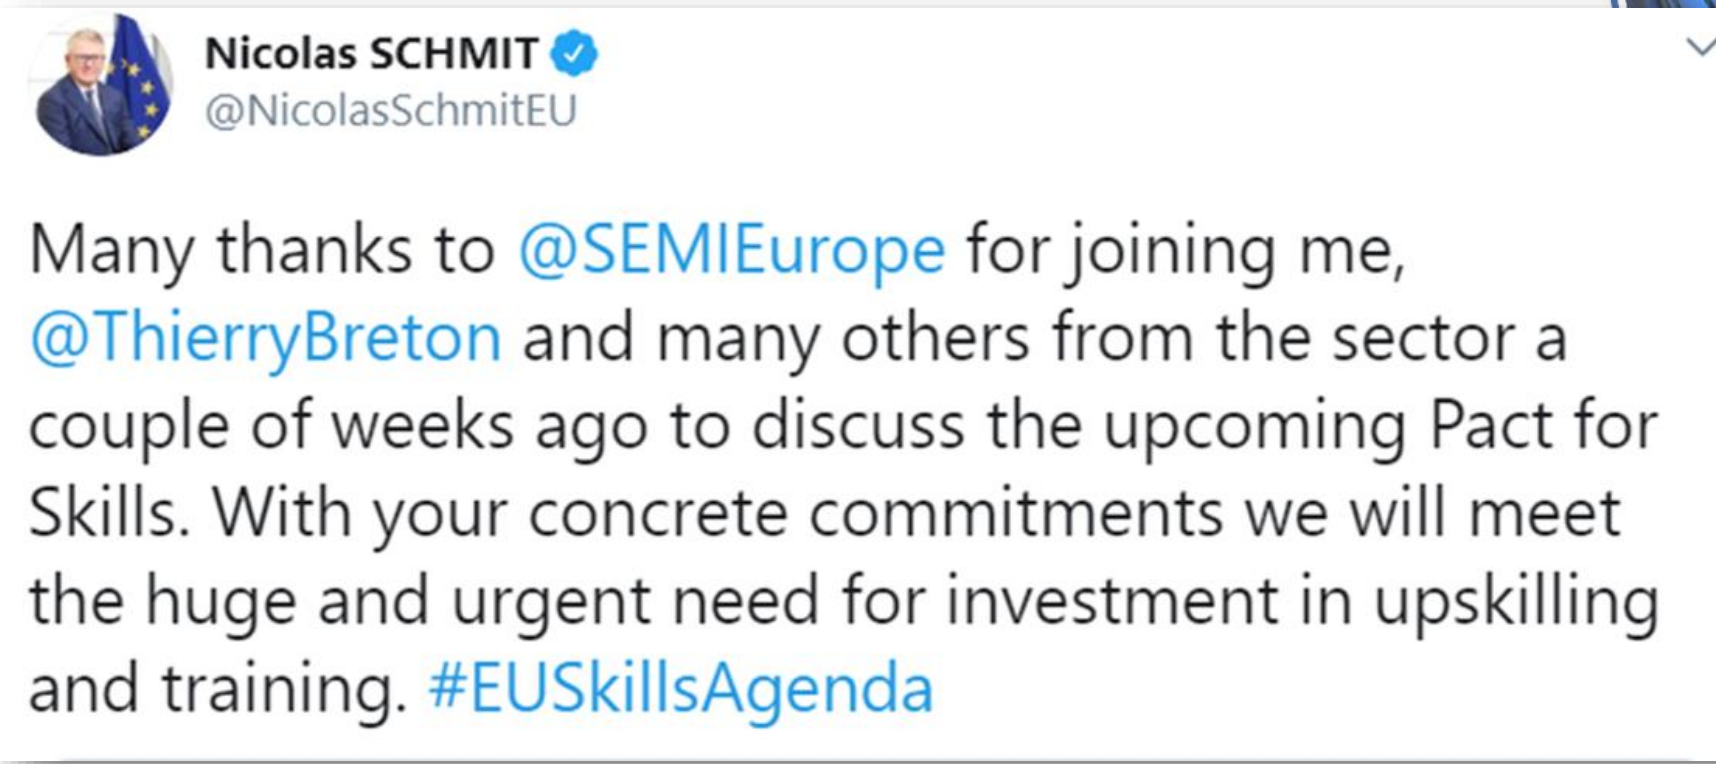 Nicolas SCHMIT
@NicolasSchmitEU
Many thanks to @SEMIEurope for joining me,
@ThierryBreton and many others from the sector a
couple of weeks ago to discuss the upcoming Pact for
Skills. With your concrete commitments we will meet
the huge and urgent need for investment in upskilling
and training. #EUSkillsAgenda